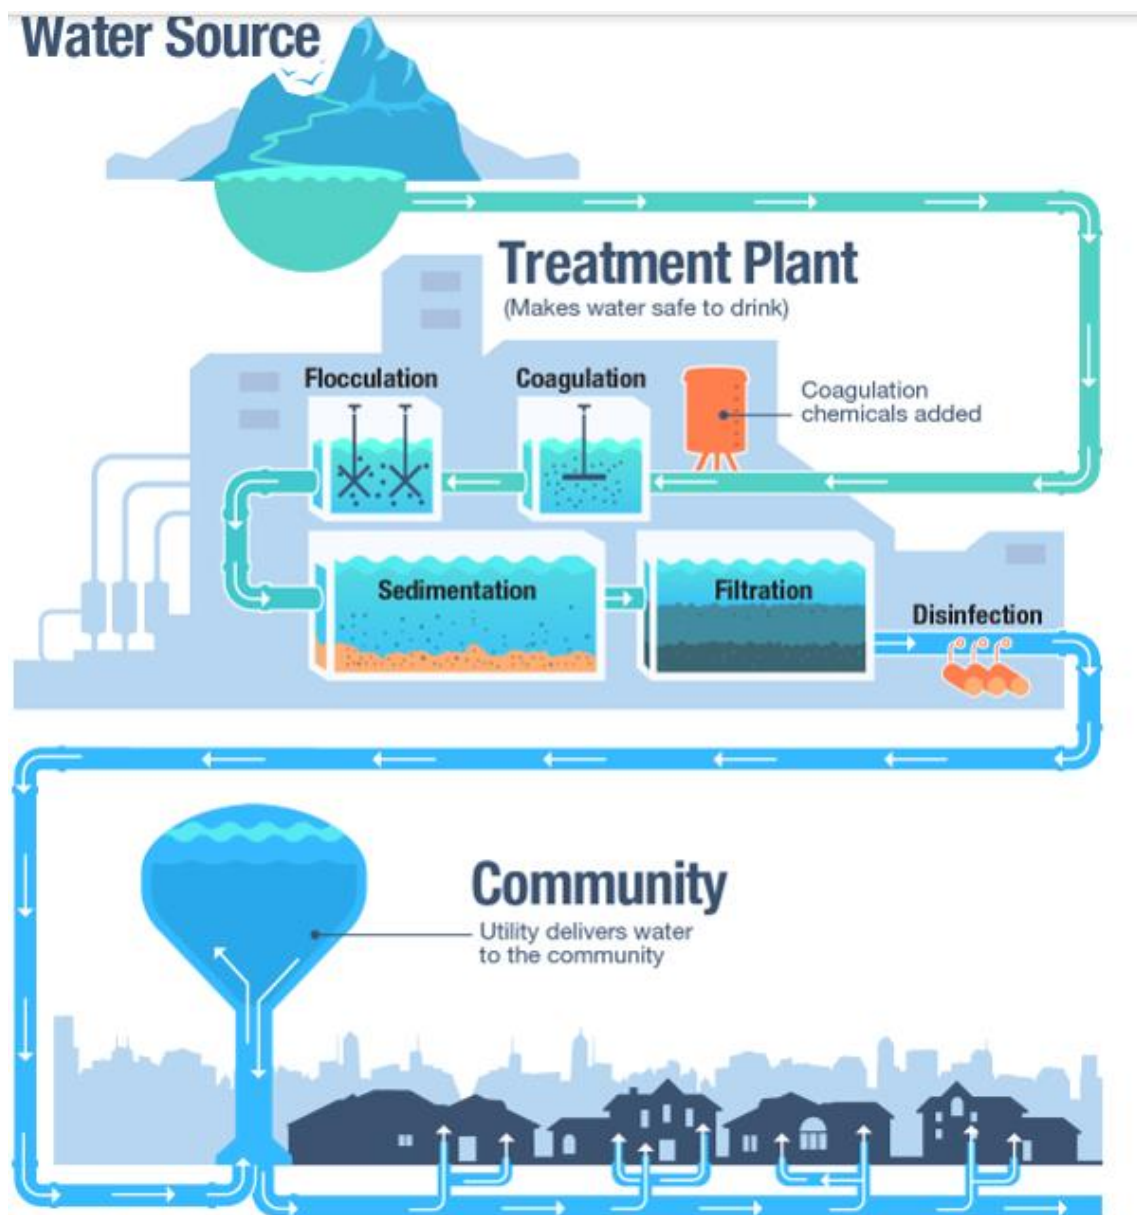 Water Source
Treatment Plant
(Makes water safe to drink)
Flocculation
Coagulation
Coagulation
chemicals added
Sedimentation
Filtration
Disinfection
Community
Utility delivers water
to the community